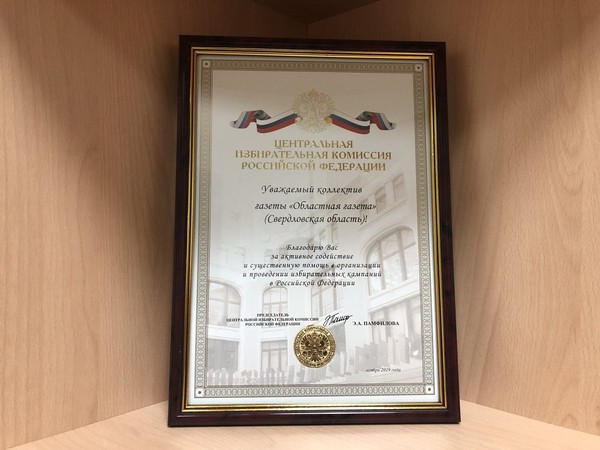 ЦЕНТРАЛЬНАЯ
ИЗБИРАТЕЛЬНАЯ КОМИССИЯ
РОССИЙСКОЙ ФЕДЕРАЦИИ
Уважаемый коллектив
газеты «Областная газета»
(Свердловская область)!
Благодарю Вас
за активное содействие
и существенную помощь в организации
и проведении избирательных кампаний
в Российской Федерации
ПРЕДСЕДАТЕЛЬ
ЦЕНТРАЛЬНОЙ ИЗБИРАТЕЛЬНОЙ КОМИССИИ
РОССИЙСКОЙ ФЕДЕРАЦИИ
Э.А. ПАМФИЛОВА
2019 года